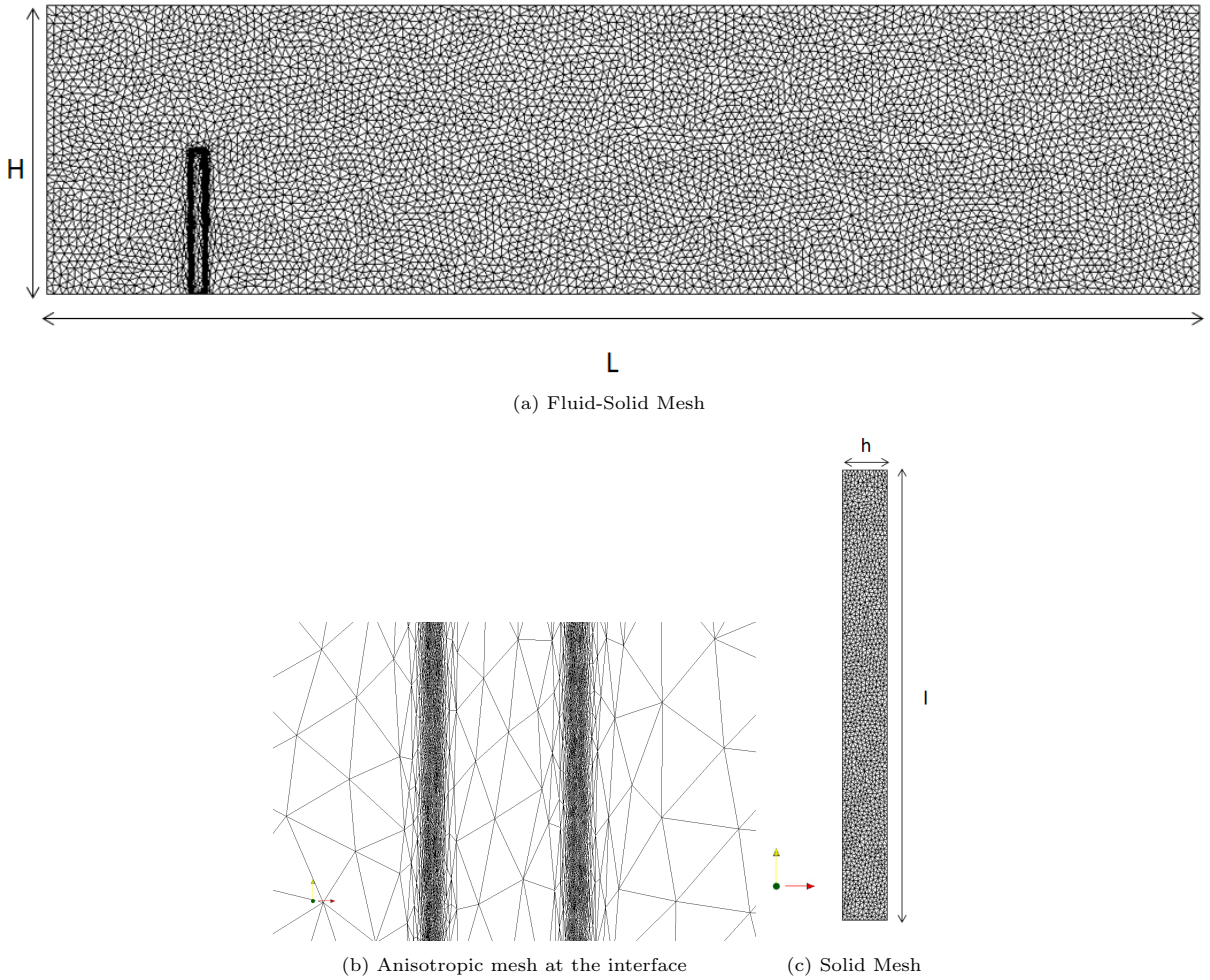 H
L
(a) Fluid-Solid Mesh
h
l
(b) Anisotropic mesh at the interface
(c) Solid Mesh